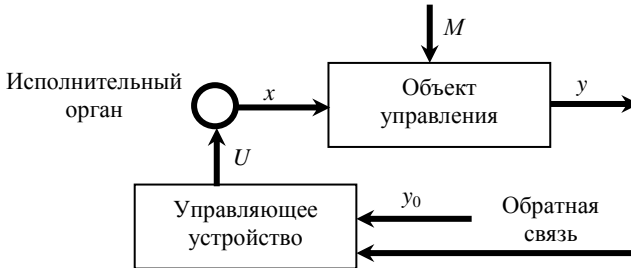 M
Исполнительный
орган
x
Объект
управления
y
U
Управляющее
устройство
y₀
Обратная
связь